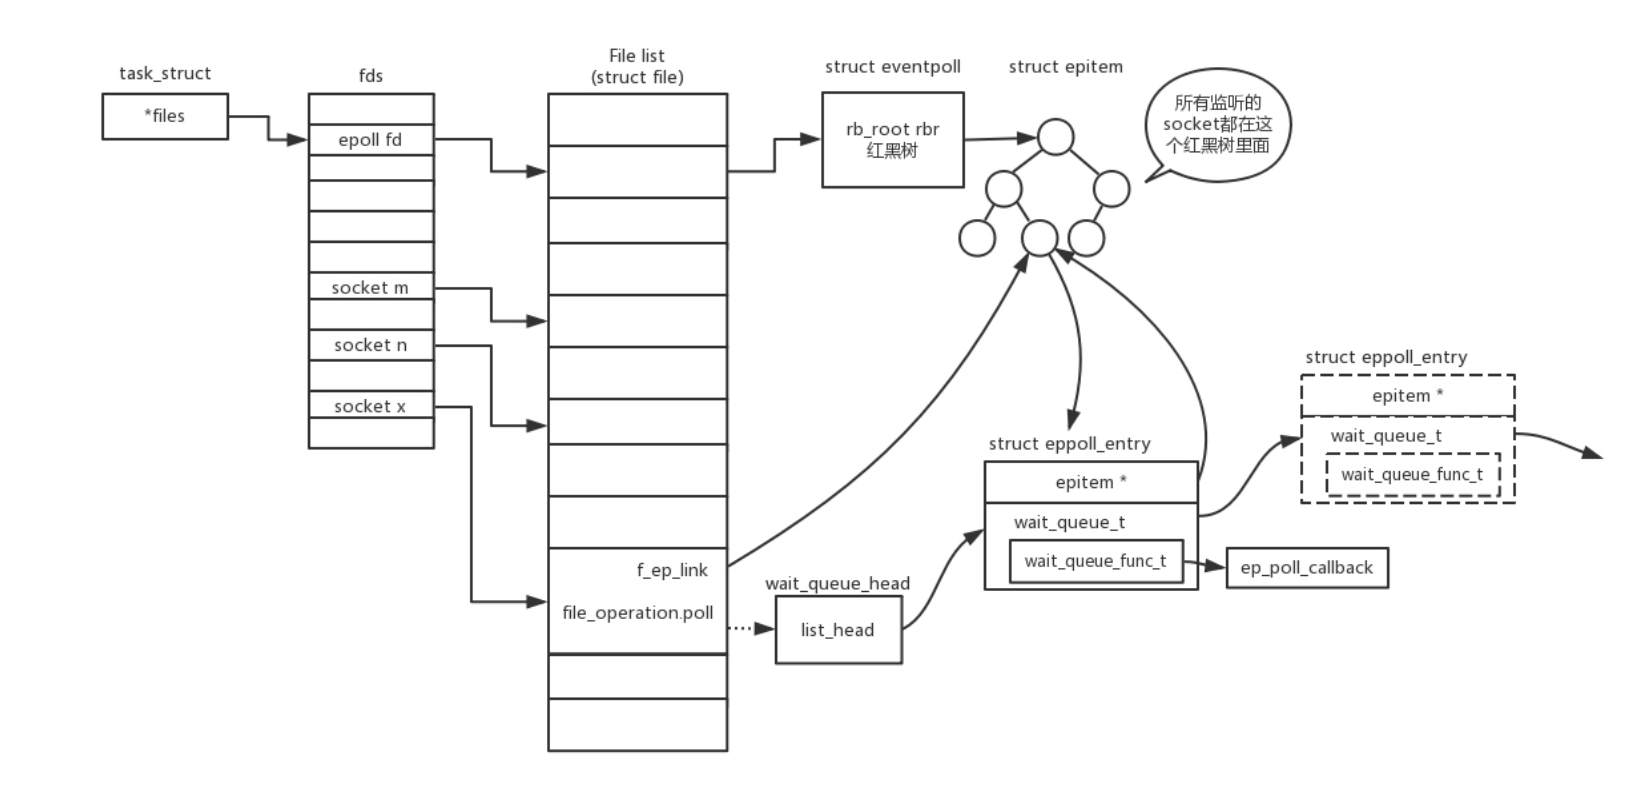 task_struct
*files
fds
epoll fd
socket m
socket n
socket x
File list
(struct file)
f_ep_link
file_operation.poll
struct eventpoll
rb_root rbr
红黑树
struct epitem
所有监听的
socket都在这
个红黑树里面
wait_queue_head
list_head
struct eppoll_entry
epitem *
wait_queue_t
wait_queue_func_t
ep_poll_callback
struct eppoll_entry
epitem *
wait_queue_t
wait_queue_func_t